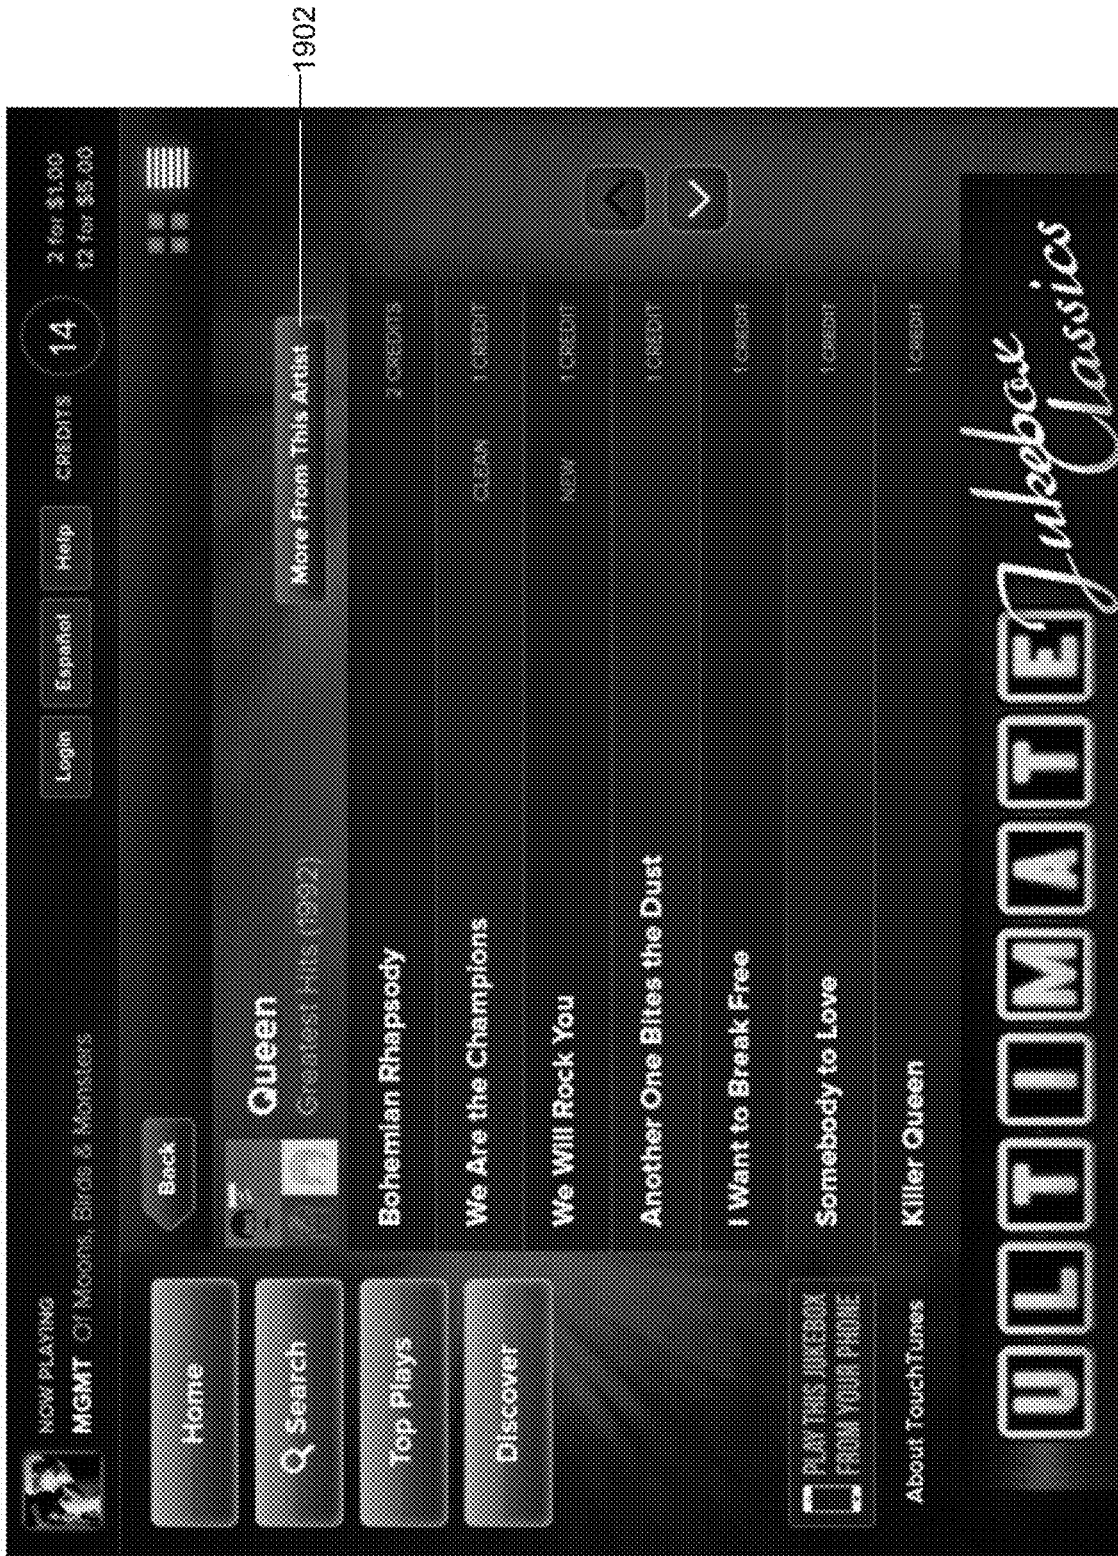 NOW PLAYING
MGMT Of Moons, Birds & Monsters
Login
Español
Help
CREDITS
14
2 for $1.00
12 for $5.00
Back
Home
Search
Top Plays
Discover
PLAY THIS JUKEBOX
FROM YOUR PHONE
About TouchTunes
Queen
Greatest Hits (1992)
More From This Artist
1902
Bohemian Rhapsody 2 CREDITS
We Are the Champions CLEAN 1 CREDIT
We Will Rock You NEW 1 CREDIT
Another One Bites the Dust 1 CREDIT
I Want to Break Free 1 CREDIT
Somebody to Love 1 CREDIT
Killer Queen 1 CREDIT
ULTIMATE Jukebox
Classics